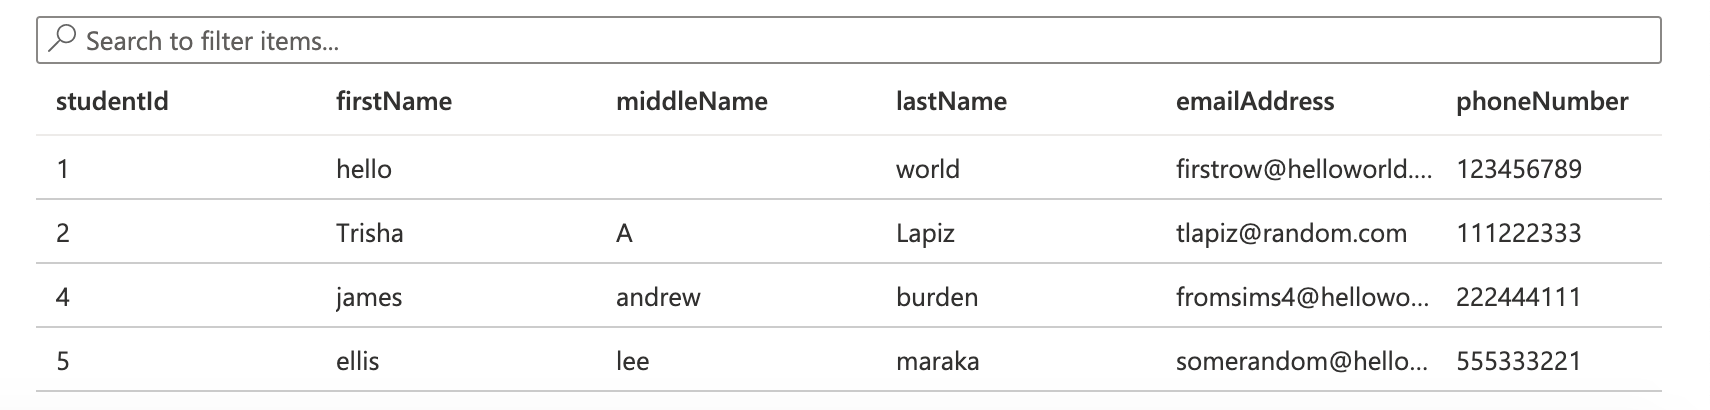 Search to filter items...
studentId firstName middleName lastName emailAddress phoneNumber
1 hello world firstrow@helloworld.... 123456789
2 Trisha A Lapiz tlapiz@random.com 111222333
4 james andrew burden fromsims4@hellowo... 222444111
5 ellis lee maraka somerandom@hello... 555333221